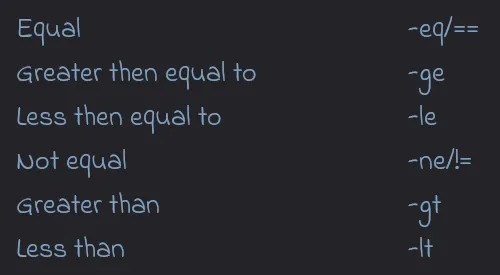 Equal -eq/==
Greater then equal to -ge
Less then equal to -le
Not equal -ne/!=
Greater than -gt
Less than -lt